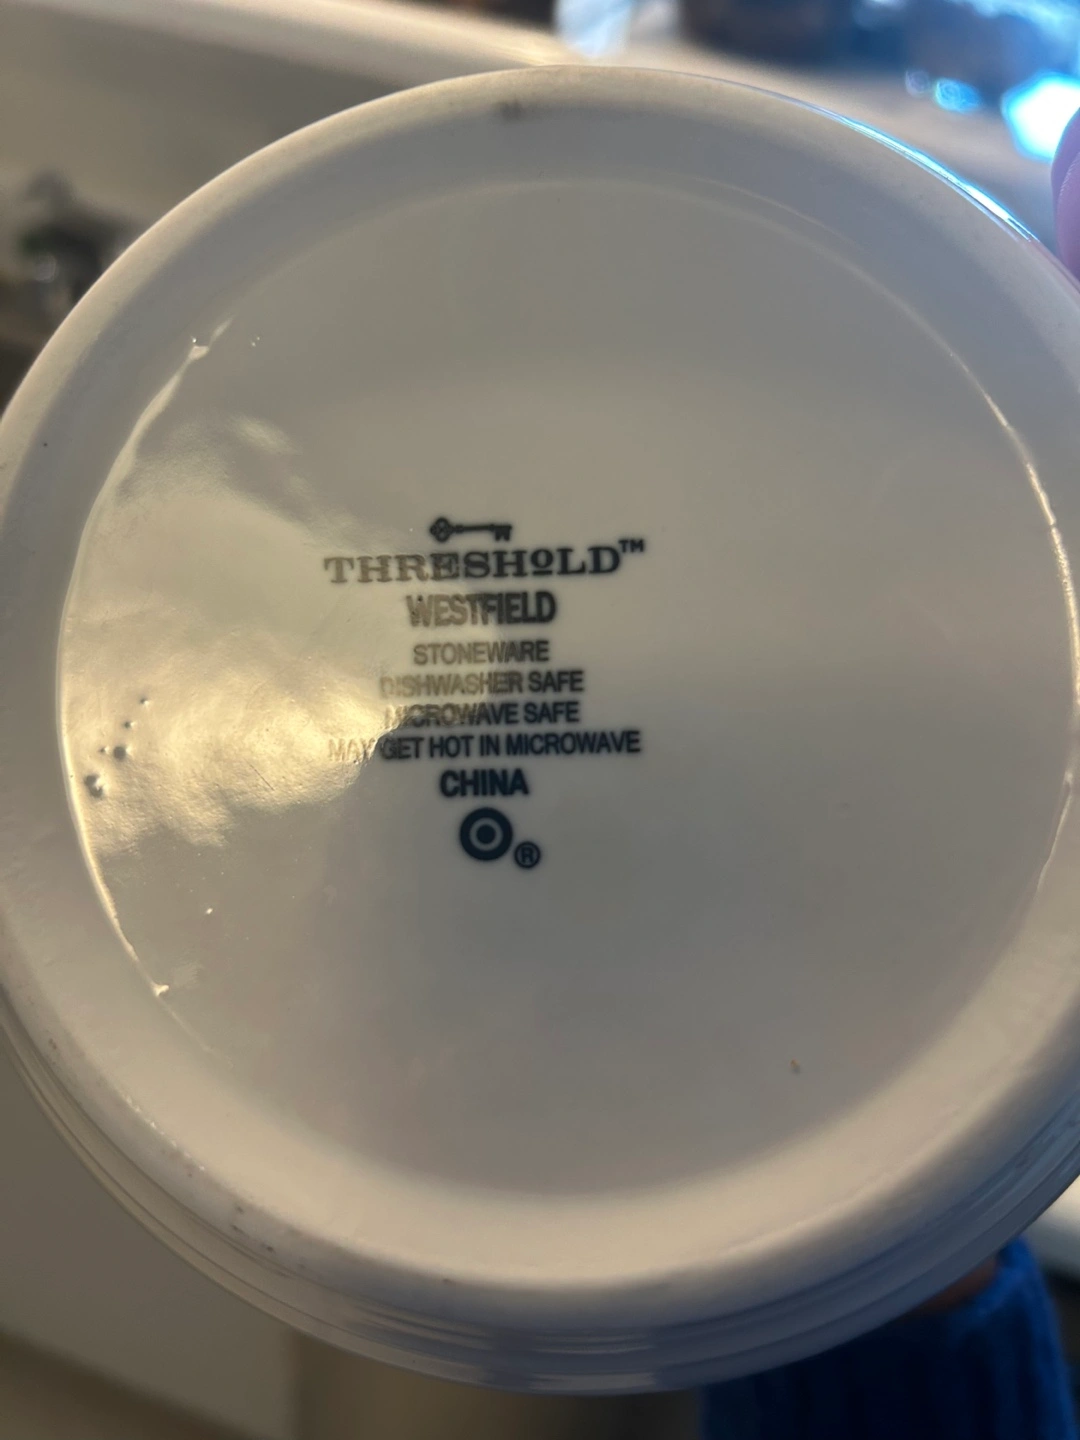 THRESHOLD™
WESTFIELD
STONEWARE
DISHWASHER SAFE
MICROWAVE SAFE
MAY GET HOT IN MICROWAVE
CHINA
®